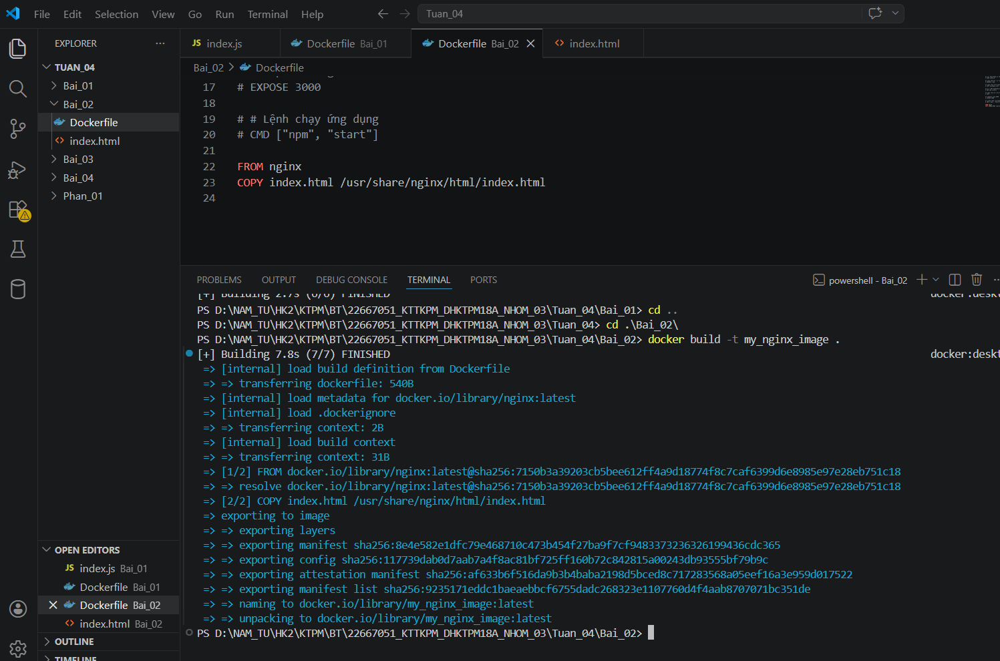 File Edit Selection View Go Run Terminal Help
Tuan_04
EXPLORER
TUAN_04
Bai_01
Bai_02
Dockerfile
index.html
Bai_03
Bai_04
Phan_01
OPEN EDITORS
index.js Bai_01
Dockerfile Bai_01
Dockerfile Bai_02
index.html Bai_02
OUTLINE
TIMELINE
JS index.js Dockerfile Bai_01 Dockerfile Bai_02 index.html
Bai_02 > Dockerfile
17 # EXPOSE 3000
18
19 # # Lệnh chạy ứng dụng
20 # CMD ["npm", "start"]
21
22 FROM nginx
23 COPY index.html /usr/share/nginx/html/index.html
24
PROBLEMS OUTPUT DEBUG CONSOLE TERMINAL PORTS
powershell - Bai_02
[+] Building 2.7s (6/6) FINISHED docker:deskt
PS D:\NAM_TU\HK2\KTPM\BT\22667051_KTTKPM_DHKTPM18A_NHOM_03\Tuan_04\Bai_01> cd ..
PS D:\NAM_TU\HK2\KTPM\BT\22667051_KTTKPM_DHKTPM18A_NHOM_03\Tuan_04> cd .\Bai_02\
PS D:\NAM_TU\HK2\KTPM\BT\22667051_KTTKPM_DHKTPM18A_NHOM_03\Tuan_04\Bai_02> docker build -t my_nginx_image .
[+] Building 7.8s (7/7) FINISHED docker:deskt
=> [internal] load build definition from Dockerfile
=> => transferring dockerfile: 540B
=> [internal] load metadata for docker.io/library/nginx:latest
=> [internal] load .dockerignore
=> => transferring context: 2B
=> [internal] load build context
=> => transferring context: 31B
=> [1/2] FROM docker.io/library/nginx:latest@sha256:7150b3a39203cb5bee612ff4a9d18774f8c7caf6399d6e8985e97e28eb751c18
=> => resolve docker.io/library/nginx:latest@sha256:7150b3a39203cb5bee612ff4a9d18774f8c7caf6399d6e8985e97e28eb751c18
=> [2/2] COPY index.html /usr/share/nginx/html/index.html
=> exporting to image
=> => exporting layers
=> => exporting manifest sha256:8e4e582e1dfc79e468710c473b454f27ba9f7cf9483373236326199436cdc365
=> => exporting config sha256:117739dab0d7aab7a4f8ac81bf725ff160b72c842815a00243db93555bf79b9c
=> => exporting attestation manifest sha256:af633b6f516da9b3b4baba2198d5bced8c717283568a05eef16a3e959d017522
=> => exporting manifest list sha256:9235171eddc1baeaebbcf6755dadc268323e1107760d4f4aab8707071bc351de
=> => naming to docker.io/library/my_nginx_image:latest
=> => unpacking to docker.io/library/my_nginx_image:latest
PS D:\NAM_TU\HK2\KTPM\BT\22667051_KTTKPM_DHKTPM18A_NHOM_03\Tuan_04\Bai_02>